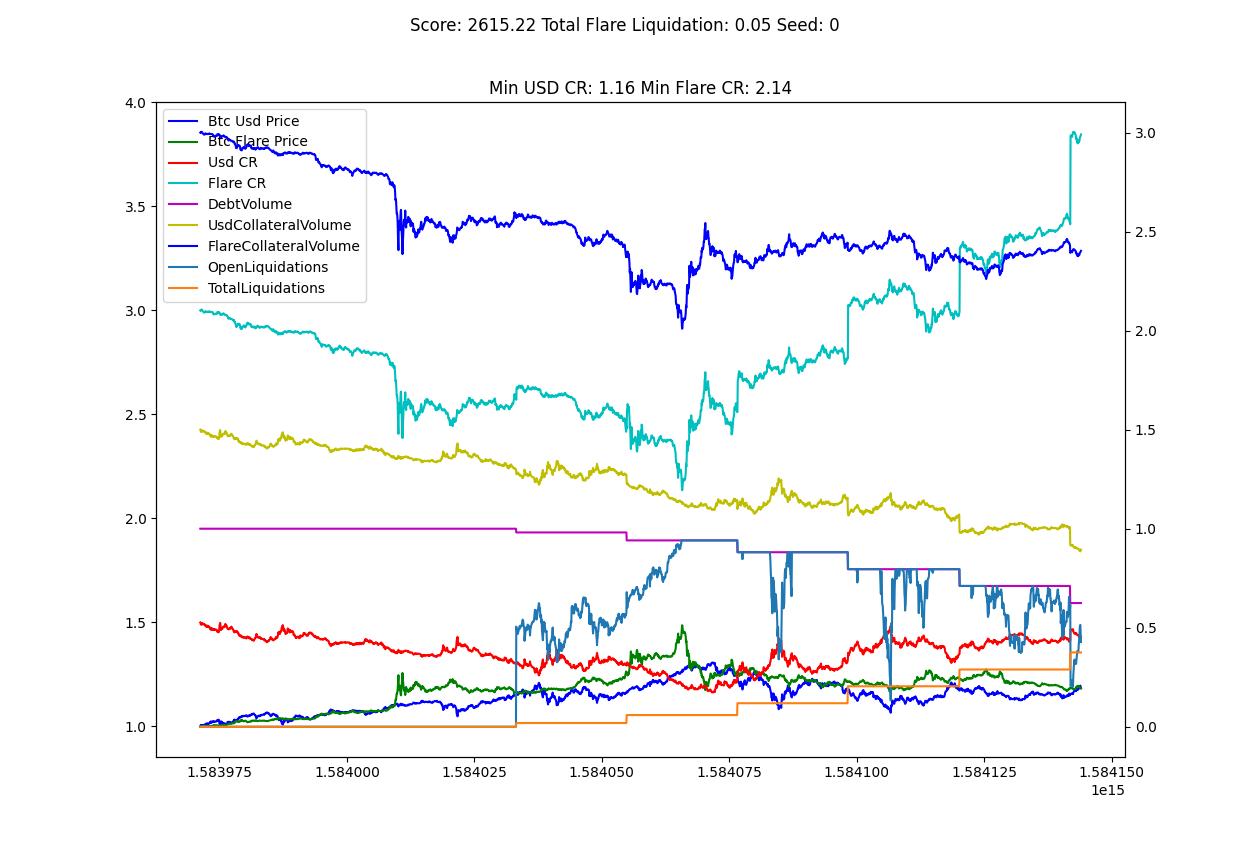 Score: 2615.22 Total Flare Liquidation: 0.05 Seed: 0
Min USD CR: 1.16 Min Flare CR: 2.14
4.0
3.5
3.0
2.5
2.0
1.5
1.0
Btc Usd Price
Btc Flare Price
Usd CR
Flare CR
DebtVolume
UsdCollateralVolume
FlareCollateralVolume
OpenLiquidations
TotalLiquidations
3.0
2.5
2.0
1.5
1.0
0.5
0.0
1.583975 1.584000 1.584025 1.584050 1.584075 1.584100 1.584125 1.584150
1e15